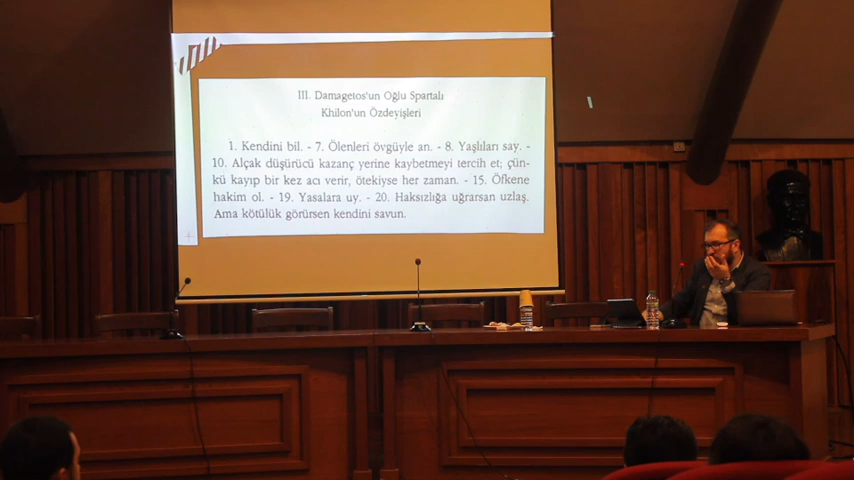 III. Damagetos'un Oğlu Spartalı
Khilon'un Özdeyişleri
1. Kendini bil. - 7. Ölenleri övgüyle an. - 8. Yaşlıları say. -
10. Alçak düşürücü kazanç yerine kaybetmeyi tercih et; çün-
kü kayıp bir kez acı verir, ötekiyse her zaman. - 15. Öfkene
hakim ol. - 19. Yasalara uy. - 20. Haksızlığa uğrarsan uzlaş.
Ama kötülük görürsen kendini savun.